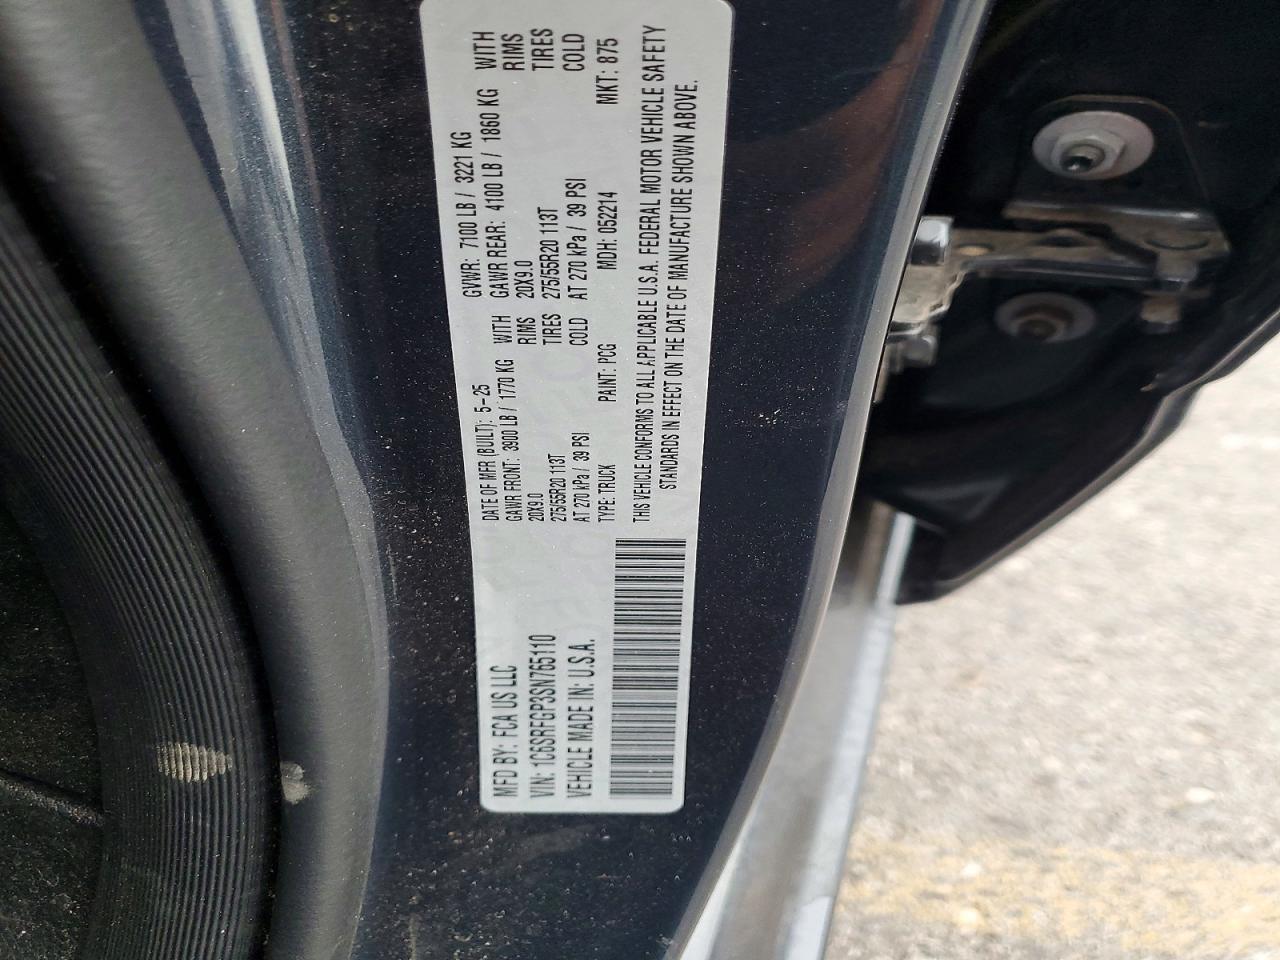 MFD BY: FCA US LLC
VIN: 1C6SRFGP3SN765110
VEHICLE MADE IN: U.S.A.
DATE OF MFR (BUILT): 5-25 GVWR: 7100 LB / 3221 KG
GAWR FRONT: 3900 LB / 1770 KG WITH GAWR REAR: 4100 LB / 1860 KG WITH
20X9.0 RIMS 20X9.0 RIMS
275/55R20 113T TIRES 275/55R20 113T TIRES
AT 270 kPa / 39 PSI COLD AT 270 kPa / 39 PSI COLD
TYPE: TRUCK PAINT: PCG MDH: 052214 MKT: 875
THIS VEHICLE CONFORMS TO ALL APPLICABLE U.S.A. FEDERAL MOTOR VEHICLE SAFETY
STANDARDS IN EFFECT ON THE DATE OF MANUFACTURE SHOWN ABOVE.